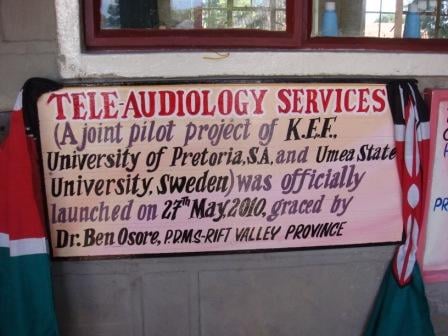 TELE-AUDIOLOGY SERVICES
(A joint pilot project of K.E.F.
University of Pretoria,S.A, and Umea State
University, Sweden) was officially
launched on 27th May, 2010, graced by
Dr. Ben Osore, P.D.MS-RIFT VALLEY PROVINCE